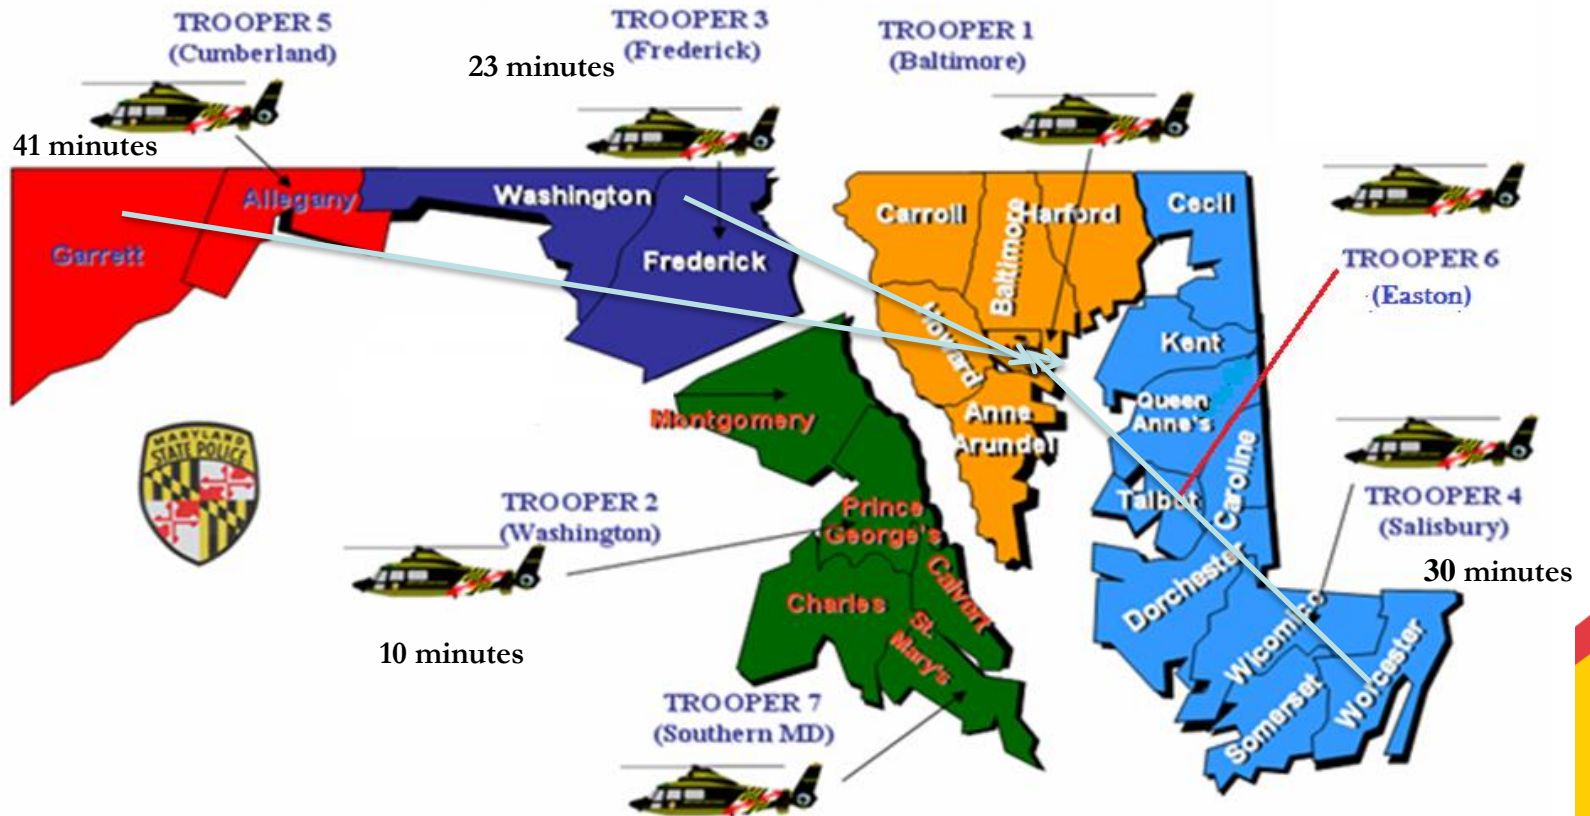 TROOPER 5
(Cumberland)
TROOPER 3
(Frederick)
TROOPER 1
(Baltimore)
23 minutes
41 minutes
Allegany
Garrett
Washington
Frederick
Carroll
Baltimore
Harford
Cecil
Howard
Anne
Arundel
Kent
Queen
Anne's
Caroline
Talbot
TROOPER 6
(Easton)
MARYLAND
STATE POLICE
Montgomery
TROOPER 2
(Washington)
Prince
George's
Calvert
Charles
St.
Mary's
Dorchester
Wicomico
Somerset
Worcester
TROOPER 4
(Salisbury)
30 minutes
10 minutes
TROOPER 7
(Southern MD)